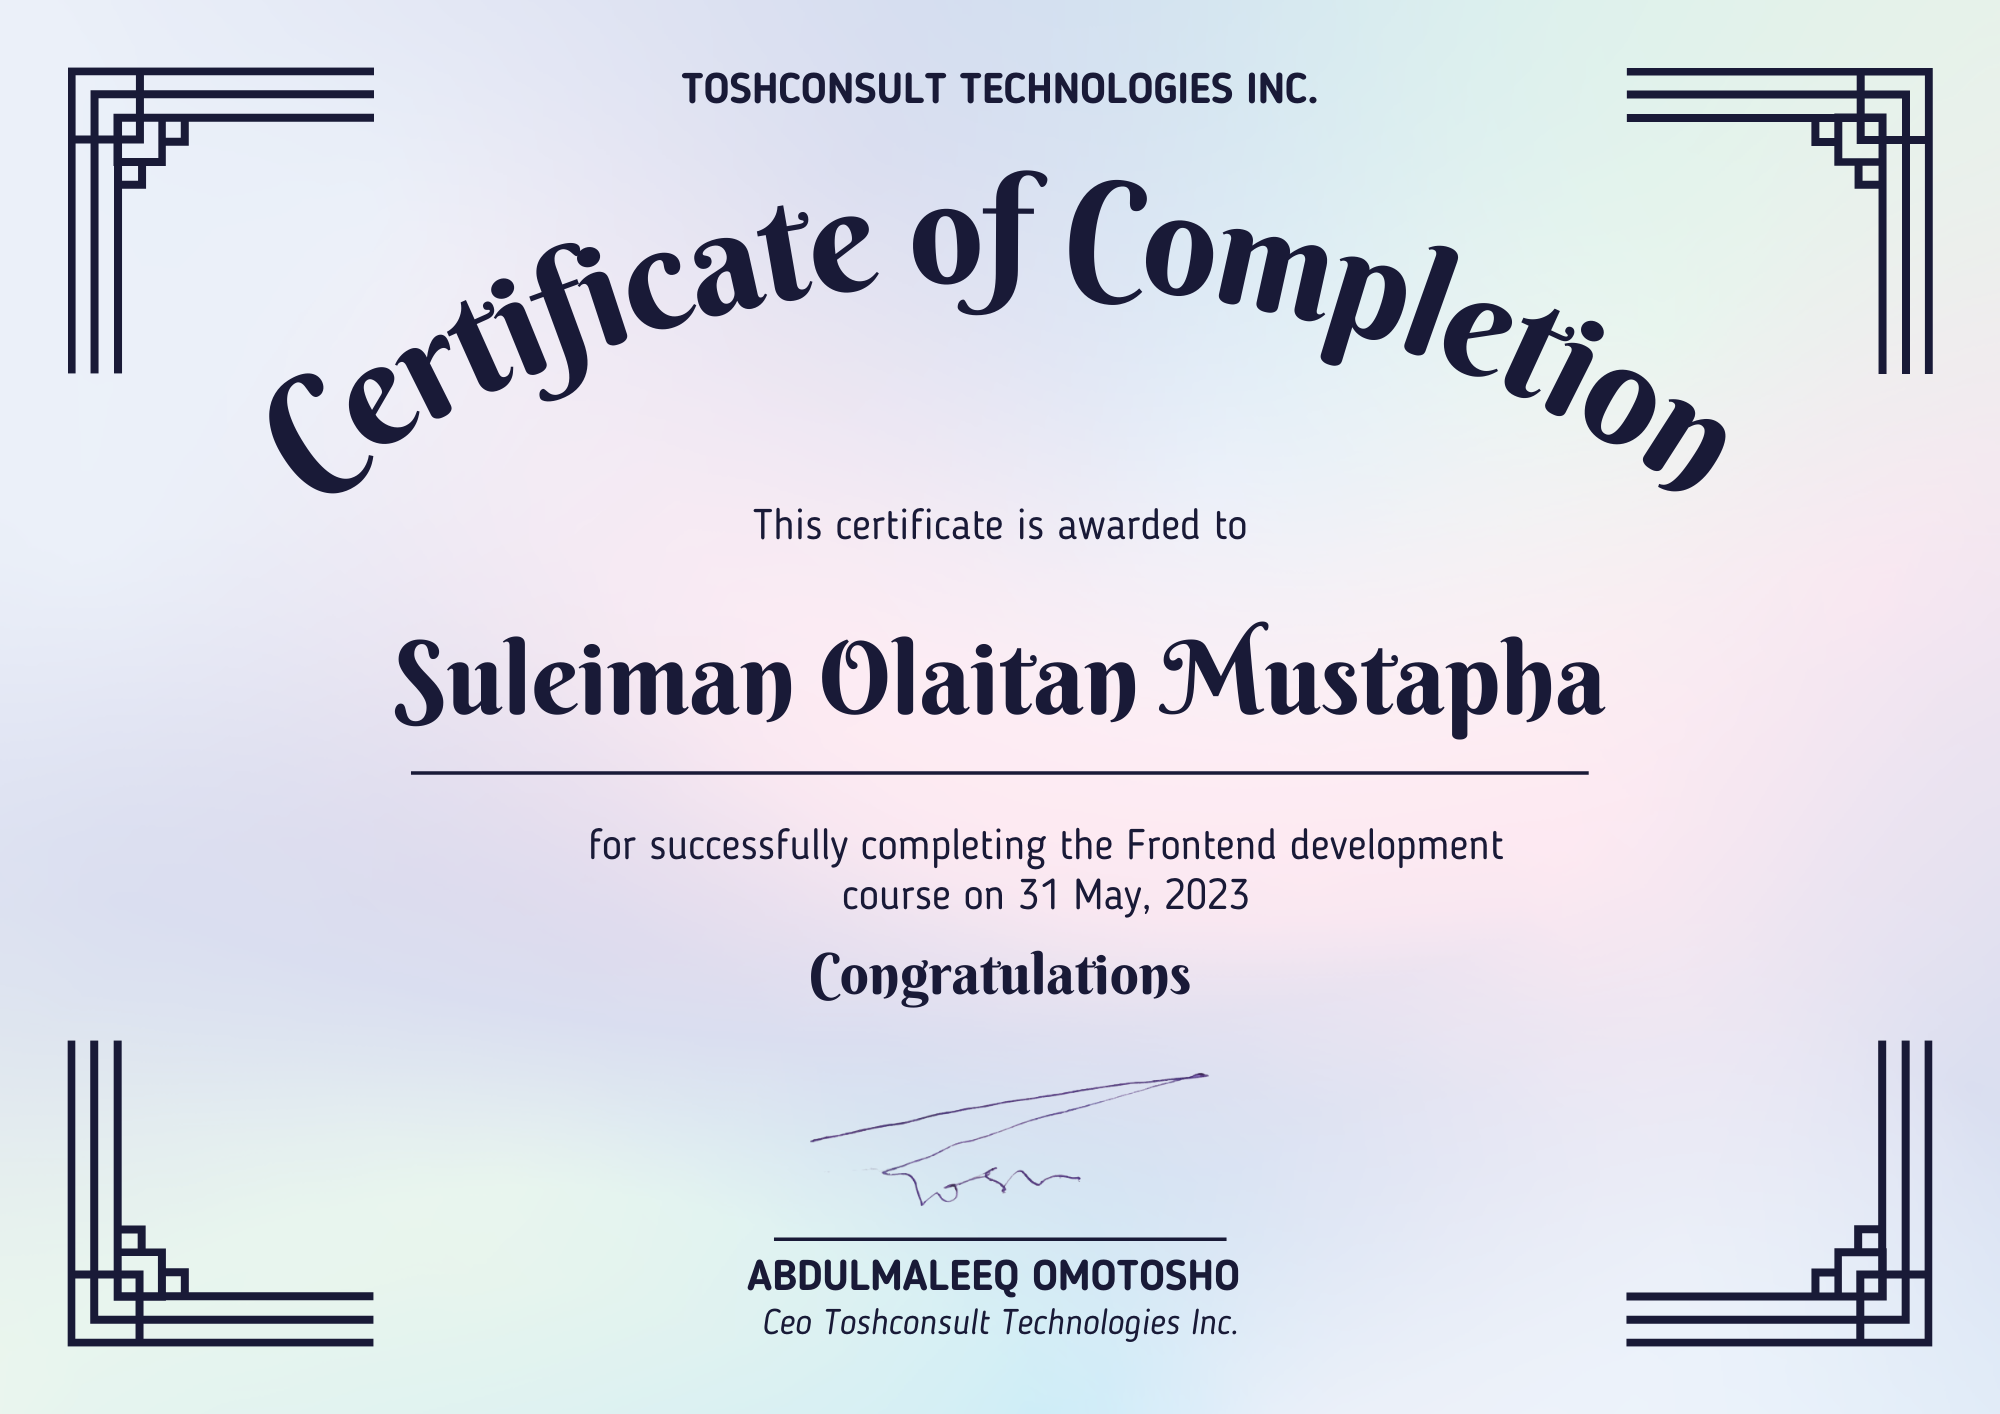 TOSHCONSULT TECHNOLOGIES INC.
Certificate of Completion
This certificate is awarded to
Suleiman Olaitan Mustapha
for successfully completing the Frontend development
course on 31 May, 2023
Congratulations
Tosh
ABDULMALEEQ OMOTOSHO
Ceo Toshconsult Technologies Inc.